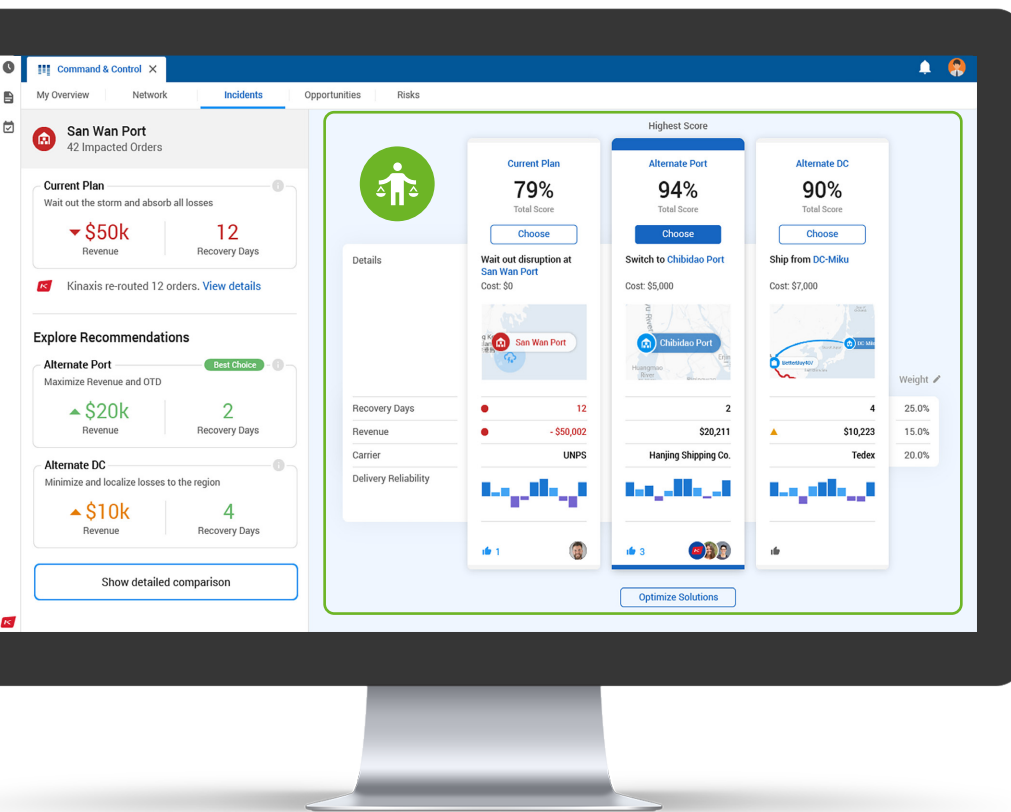 Command & Control
My Overview
Network
Incidents
Opportunities
Risks
San Wan Port
42 Impacted Orders
Current Plan
Wait out the storm and absorb all losses
$50k
Revenue
12
Recovery Days
Kinaxis re-routed 12 orders. View details
Explore Recommendations
Alternate Port
Best Choice
Maximize Revenue and OTD
$20k
Revenue
2
Recovery Days
Alternate DC
Minimize and localize losses to the region
$10k
Revenue
4
Recovery Days
Show detailed comparison
Highest Score
Current Plan
79%
Total Score
Choose
Alternate Port
94%
Total Score
Choose
Alternate DC
90%
Total Score
Choose
Details
Wait out disruption at
San Wan Port
Cost: $0
Switch to Chibidao Port
Cost: $5,000
Ship from DC-Miku
Cost: $7,000
San Wan Port
Chibidao Port
Huangmao
River
Weight
Recovery Days
12
2
4
25.0%
Revenue
- $50,002
$20,211
$10,223
15.0%
Carrier
UNPS
Hanjing Shipping Co.
Tedex
20.0%
Delivery Reliability
1
3
Optimize Solutions